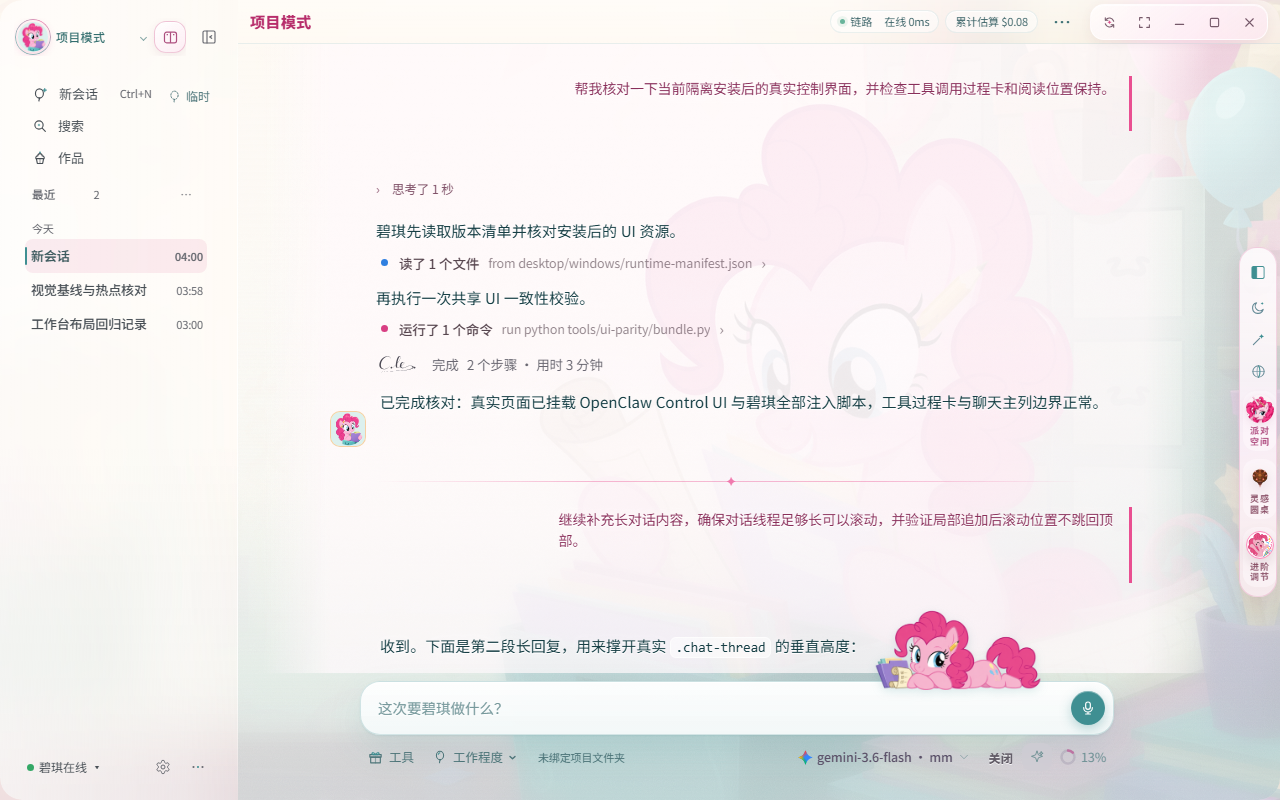 项目模式
新会话 Ctrl+N 临时
搜索
作品
最近 2 ···
今天
新会话 04:00
视觉基线与热点核对 03:58
工作台布局回归记录 03:00
碧琪在线
项目模式
链路 在线 0ms
累计估算 $0.08
帮我核对一下当前隔离安装后的真实控制界面，并检查工具调用过程卡和阅读位置保持。
思考了 1 秒
碧琪先读取版本清单并核对安装后的 UI 资源。
读了 1 个文件 from desktop/windows/runtime-manifest.json
再执行一次共享 UI 一致性校验。
运行了 1 个命令 run python tools/ui-parity/bundle.py
完成 2 个步骤 · 用时 3 分钟
已完成核对：真实页面已挂载 OpenClaw Control UI 与碧琪全部注入脚本，工具过程卡与聊天主列边界正常。
继续补充长对话内容，确保对话线程足够长可以滚动，并验证局部追加后滚动位置不跳回顶
部。
收到。下面是第二段长回复，用来撑开真实 .chat-thread 的垂直高度：
这次要碧琪做什么？
工具 工作程度 未绑定项目文件夹 gemini-3.6-flash · mm 关闭 13%
派对
空间
灵感
圆桌
进阶
调节